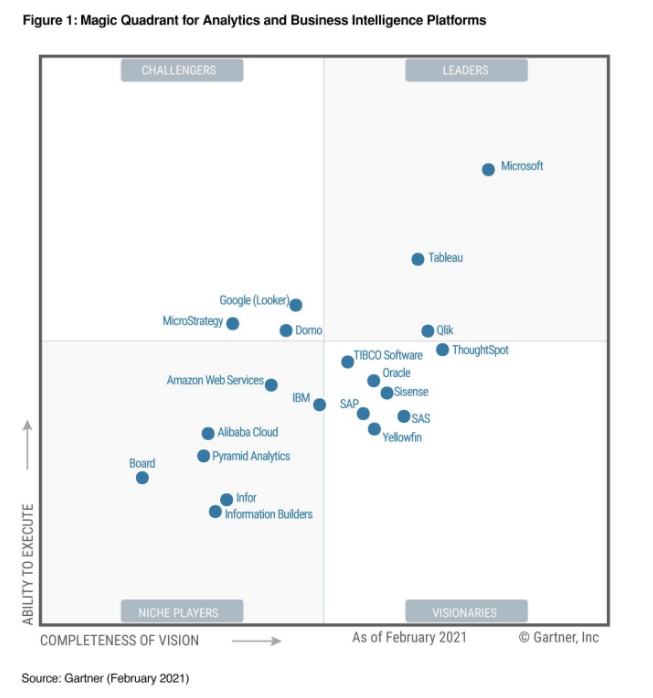 Figure 1: Magic Quadrant for Analytics and Business Intelligence Platforms
CHALLENGERS
LEADERS
Microsoft
Tableau
Google (Looker)
MicroStrategy
Domo
Qlik
ThoughtSpot
TIBCO Software
Oracle
Amazon Web Services
Sisense
IBM
SAP
SAS
Yellowfin
Alibaba Cloud
Pyramid Analytics
Board
Infor
Information Builders
ABILITY TO EXECUTE
NICHE PLAYERS
VISIONARIES
COMPLETENESS OF VISION
As of February 2021
© Gartner, Inc
Source: Gartner (February 2021)